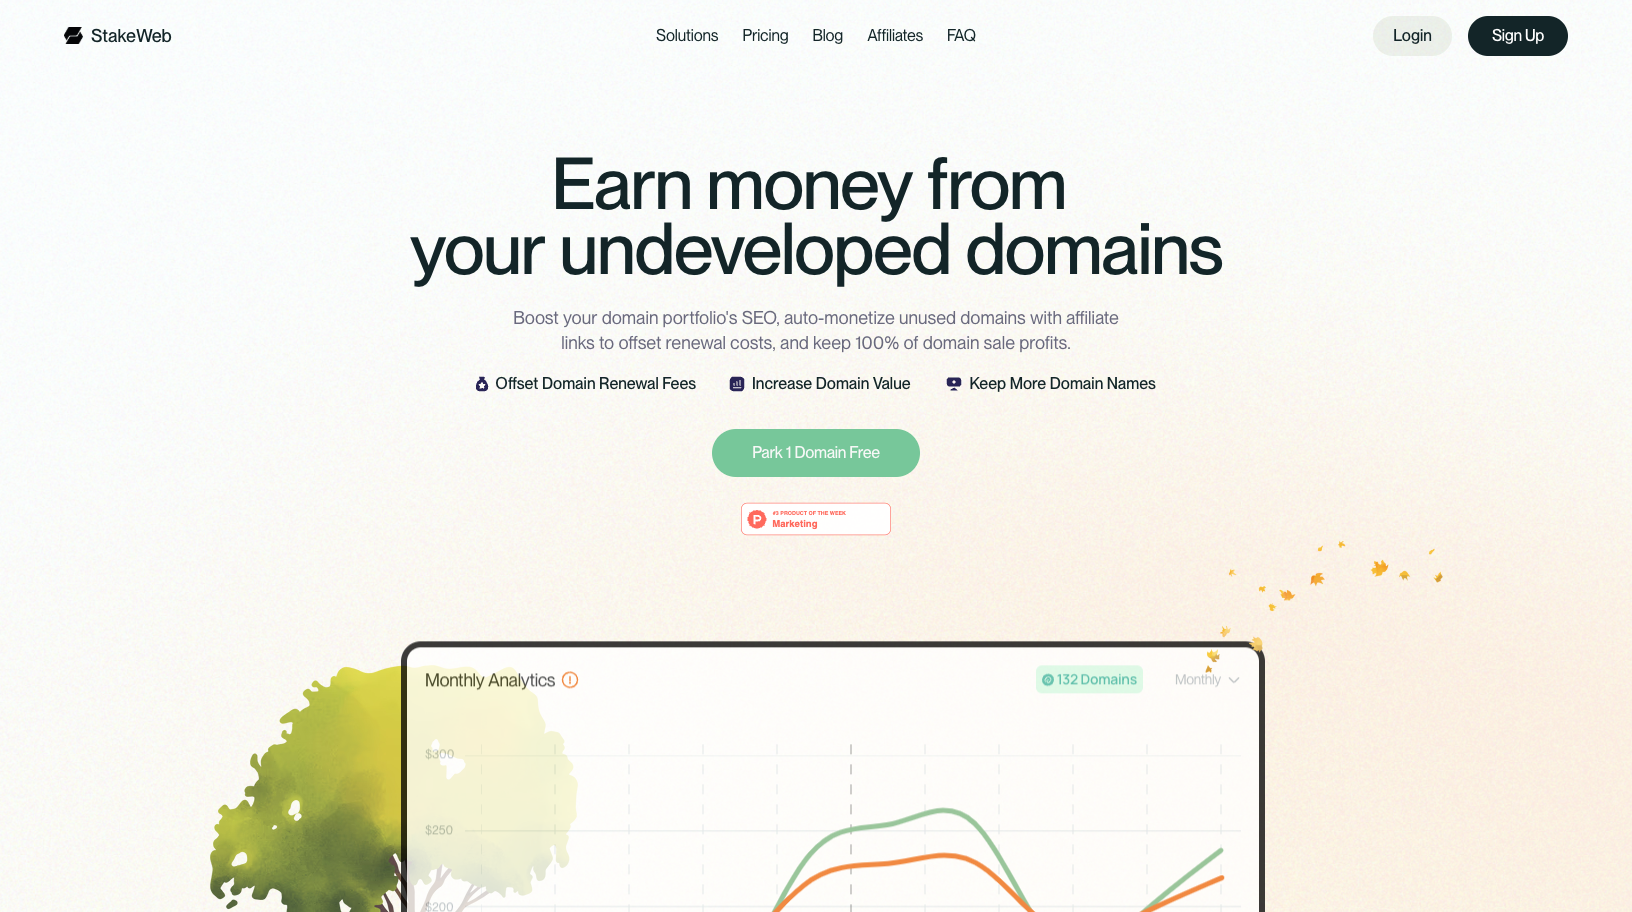 StakeWeb
Solutions
Pricing
Blog
Affiliates
FAQ
Login
Sign Up
Earn money from
your undeveloped domains
Boost your domain portfolio's SEO, auto-monetize unused domains with affiliate
links to offset renewal costs, and keep 100% of domain sale profits.
Offset Domain Renewal Fees
Increase Domain Value
Keep More Domain Names
Park 1 Domain Free
P
#3 PRODUCT OF THE WEEK
Marketing
Monthly Analytics
132 Domains
Monthly
$300
$250
$200